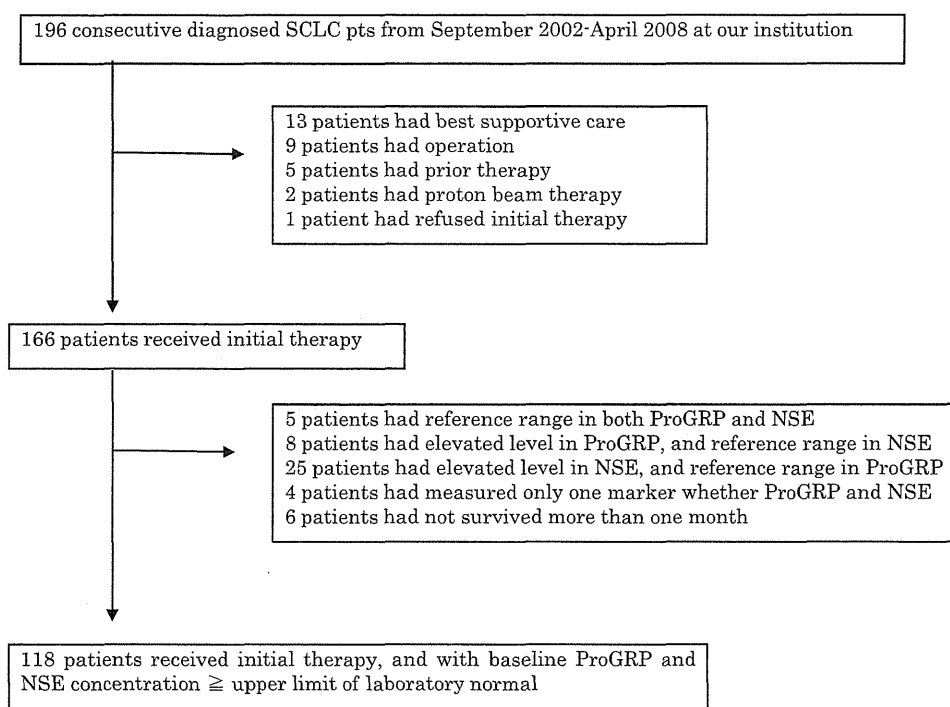 196 consecutive diagnosed SCLC pts from September 2002-April 2008 at our institution
13 patients had best supportive care
9 patients had operation
5 patients had prior therapy
2 patients had proton beam therapy
1 patient had refused initial therapy
166 patients received initial therapy
5 patients had reference range in both ProGRP and NSE
8 patients had elevated level in ProGRP, and reference range in NSE
25 patients had elevated level in NSE, and reference range in ProGRP
4 patients had measured only one marker whether ProGRP and NSE
6 patients had not survived more than one month
118 patients received initial therapy, and with baseline ProGRP and
NSE concentration ≧ upper limit of laboratory normal